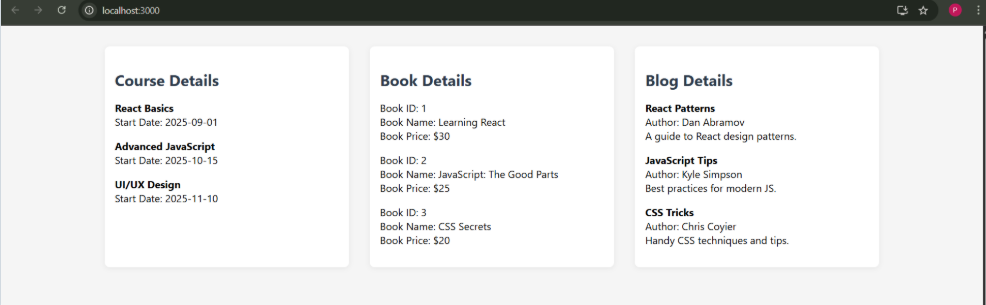 localhost:3000
P
Course Details
React Basics
Start Date: 2025-09-01
Advanced JavaScript
Start Date: 2025-10-15
UI/UX Design
Start Date: 2025-11-10
Book Details
Book ID: 1
Book Name: Learning React
Book Price: $30
Book ID: 2
Book Name: JavaScript: The Good Parts
Book Price: $25
Book ID: 3
Book Name: CSS Secrets
Book Price: $20
Blog Details
React Patterns
Author: Dan Abramov
A guide to React design patterns.
JavaScript Tips
Author: Kyle Simpson
Best practices for modern JS.
CSS Tricks
Author: Chris Coyier
Handy CSS techniques and tips.